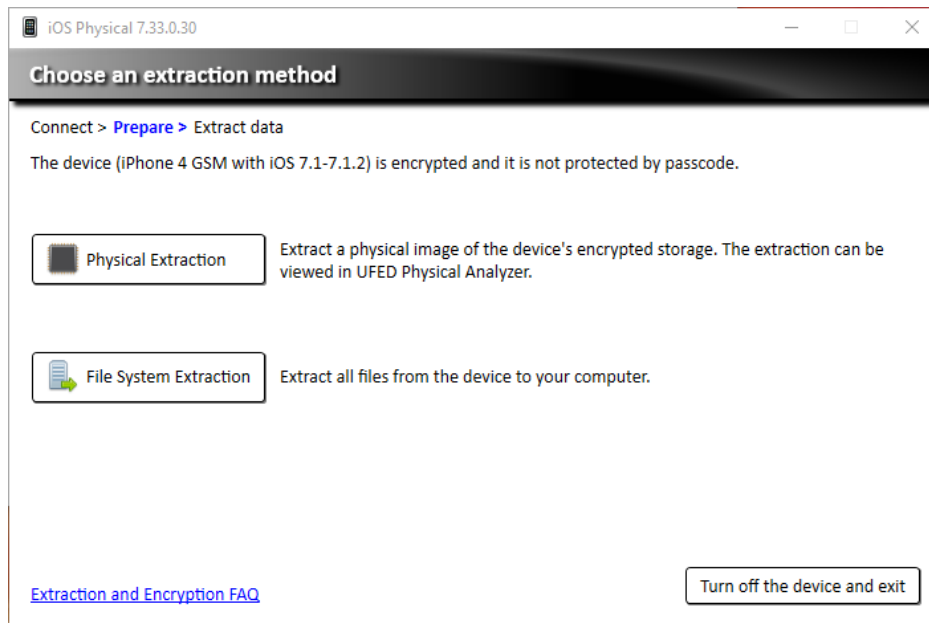 iOS Physical 7.33.0.30
Choose an extraction method
Connect > Prepare > Extract data
The device (iPhone 4 GSM with iOS 7.1-7.1.2) is encrypted and it is not protected by passcode.
Physical Extraction
Extract a physical image of the device's encrypted storage. The extraction can be
viewed in UFED Physical Analyzer.
File System Extraction
Extract all files from the device to your computer.
Extraction and Encryption FAQ
Turn off the device and exit